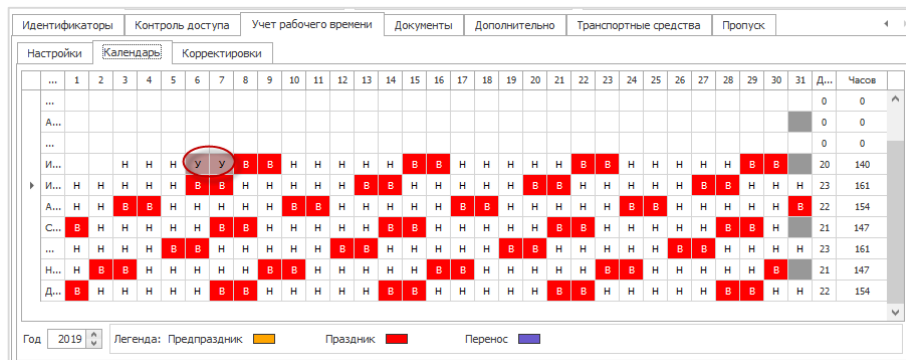 Идентификаторы Контроль доступа Учет рабочего времени Документы Дополнительно Транспортные средства Пропуск
Настройки Календарь Корректировки
... 1 2 3 4 5 6 7 8 9 10 11 12 13 14 15 16 17 18 19 20 21 22 23 24 25 26 27 28 29 30 31 Д... Часов
... 0 0
А... 0 0
... 0 0
И... Н Н Н У У В В Н Н Н Н Н В В Н Н Н Н Н В В Н Н Н Н Н В В 20 140
И... Н Н Н Н Н В В Н Н Н Н Н В В Н Н Н Н Н В В Н Н Н Н Н В В Н Н Н 23 161
А... Н Н В В Н Н Н Н Н В В Н Н Н Н Н В В Н Н Н Н Н В В Н Н Н Н Н В 22 154
С... В Н Н Н Н Н В В Н Н Н Н Н В В Н Н Н Н Н В В Н Н Н Н Н В В Н 21 147
... Н Н Н Н В В Н Н Н Н Н В В Н Н Н Н Н В В Н Н Н Н Н В В Н Н Н Н 23 161
Н... Н В В Н Н Н Н Н В В Н Н Н Н Н В В Н Н Н Н Н В В Н Н Н Н Н В 21 147
Д... В Н Н Н Н Н В В Н Н Н Н Н В В Н Н Н Н Н В В Н Н Н Н Н В В Н Н 22 154
Год 2019 Легенда: Предпраздник Праздник Перенос